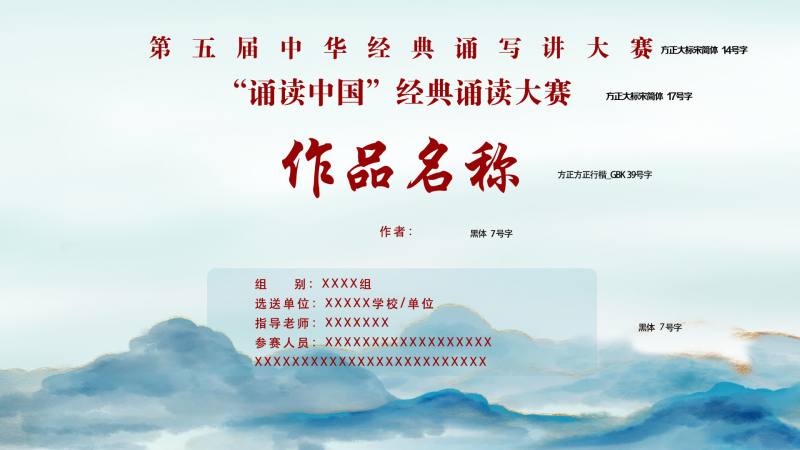 第五届中华经典诵写讲大赛 方正大标宋简体 14号字
“诵读中国”经典诵读大赛 方正大标宋简体 17号字
作品名称 方正方正行楷_GBK 39号字
作者： 黑体 7号字
组 别：XXXX组
选送单位：XXXXX学校/单位
指导老师：XXXXXXX 黑体 7号字
参赛人员：XXXXXXXXXXXXXXXXXX
XXXXXXXXXXXXXXXXXXXXXXXXX